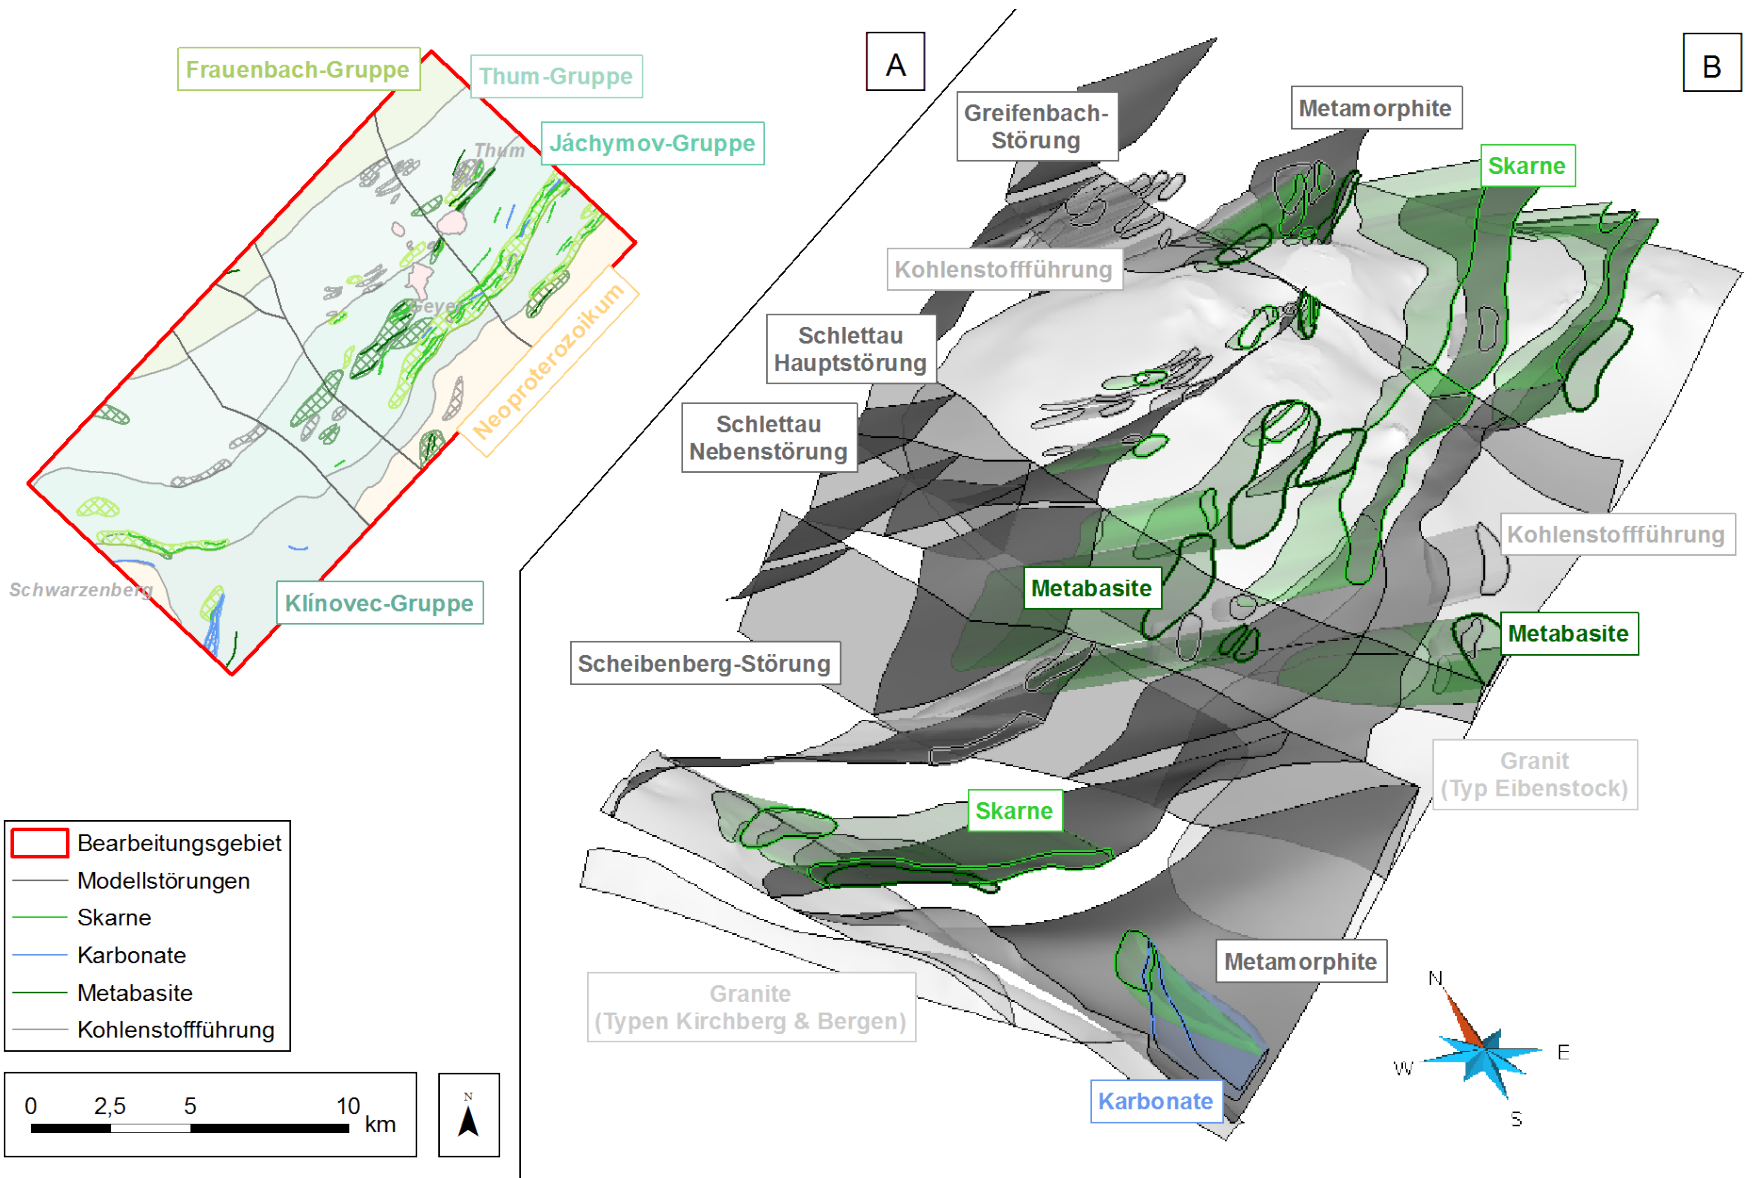 Frauenbach-Gruppe
Thum-Gruppe
Jáchymov-Gruppe
Thum
Geyer
Neoproterozoikum
Schwarzenberg
Klínovec-Gruppe
Bearbeitungsgebiet
Modellstörungen
Skarne
Karbonate
Metabasite
Kohlenstoffführung
0 2,5 5 10
km
N
A
B
Greifenbach-
Störung
Metamorphite
Skarne
Kohlenstoffführung
Schlettau
Hauptstörung
Schlettau
Nebenstörung
Kohlenstoffführung
Metabasite
Metabasite
Scheibenberg-Störung
Granit
(Typ Eibenstock)
Skarne
Metamorphite
Granite
(Typen Kirchberg & Bergen)
Karbonate
N
E
W
S